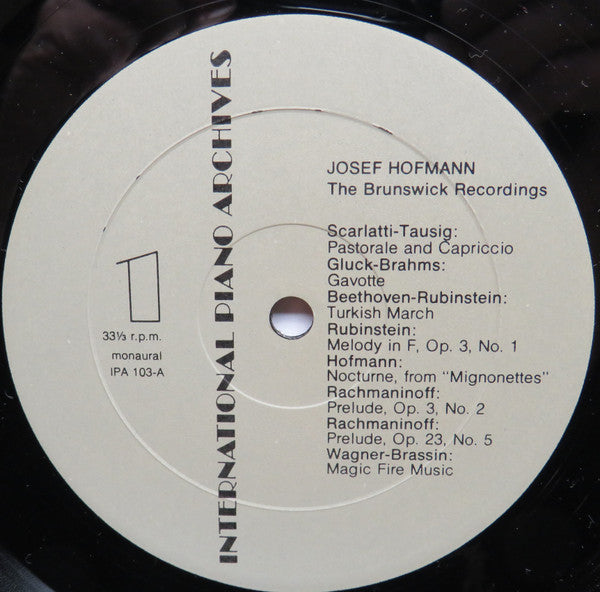 INTERNATIONAL PIANO ARCHIVES
1
33⅓ r.p.m.
monaural
IPA 103-A
JOSEF HOFMANN
The Brunswick Recordings
Scarlatti-Tausig:
Pastorale and Capriccio
Gluck-Brahms:
Gavotte
Beethoven-Rubinstein:
Turkish March
Rubinstein:
Melody in F, Op. 3, No. 1
Hofmann:
Nocturne, from "Mignonettes"
Rachmaninoff:
Prelude, Op. 3, No. 2
Rachmaninoff:
Prelude, Op. 23, No. 5
Wagner-Brassin:
Magic Fire Music